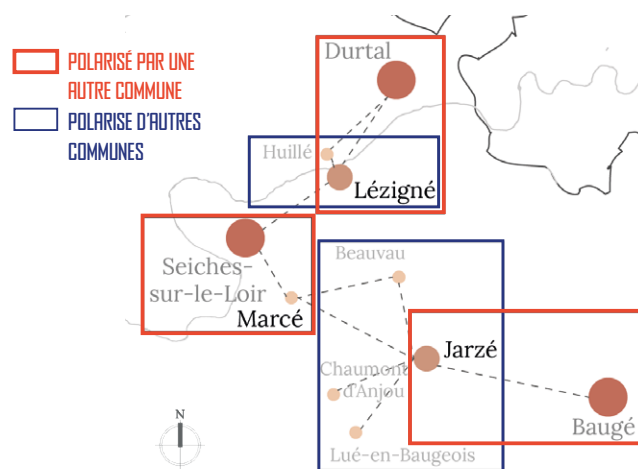 POLARISÉ PAR UNE
AUTRE COMMUNE
POLARISE D'AUTRES
COMMUNES
Durtal
Huillé
Lézigné
Seiches-
sur-le-Loir
Marcé
Beauvau
Jarzé
Chaumont
d'Anjou
Baugé
Lué-en-Baugeois
N